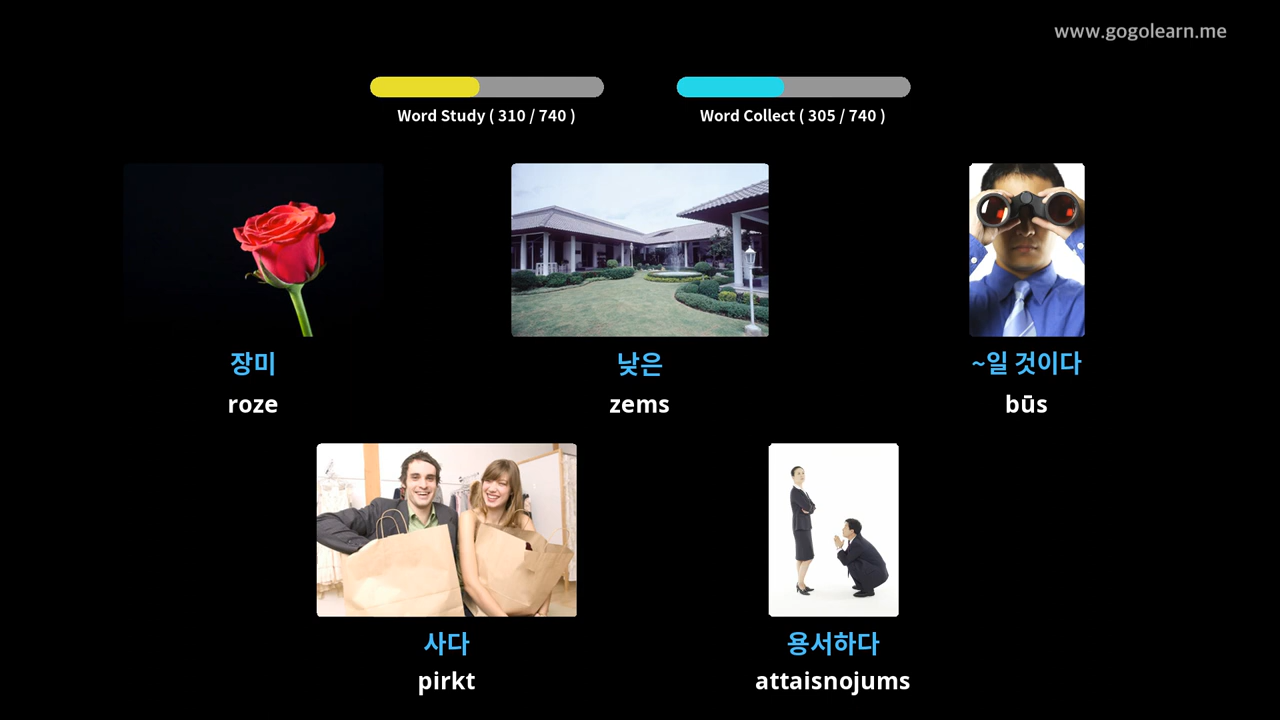 www.gogolearn.me
Word Study ( 310 / 740 )
Word Collect ( 305 / 740 )
장미
낮은
~일 것이다
roze
zems
būs
사다
용서하다
pirkt
attaisnojums